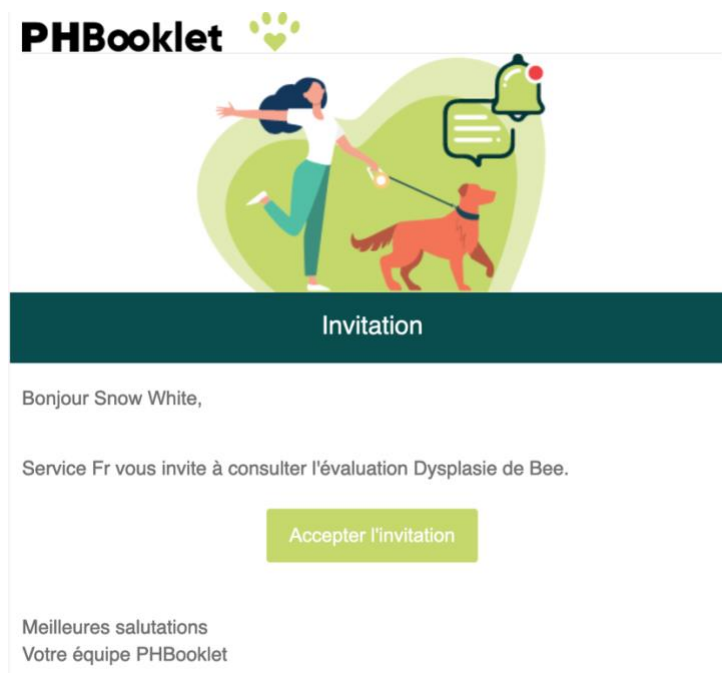 PHBooklet
Invitation
Bonjour Snow White,
Service Fr vous invite à consulter l'évaluation Dysplasie de Bee.
Accepter l'invitation
Meilleures salutations
Votre équipe PHBooklet